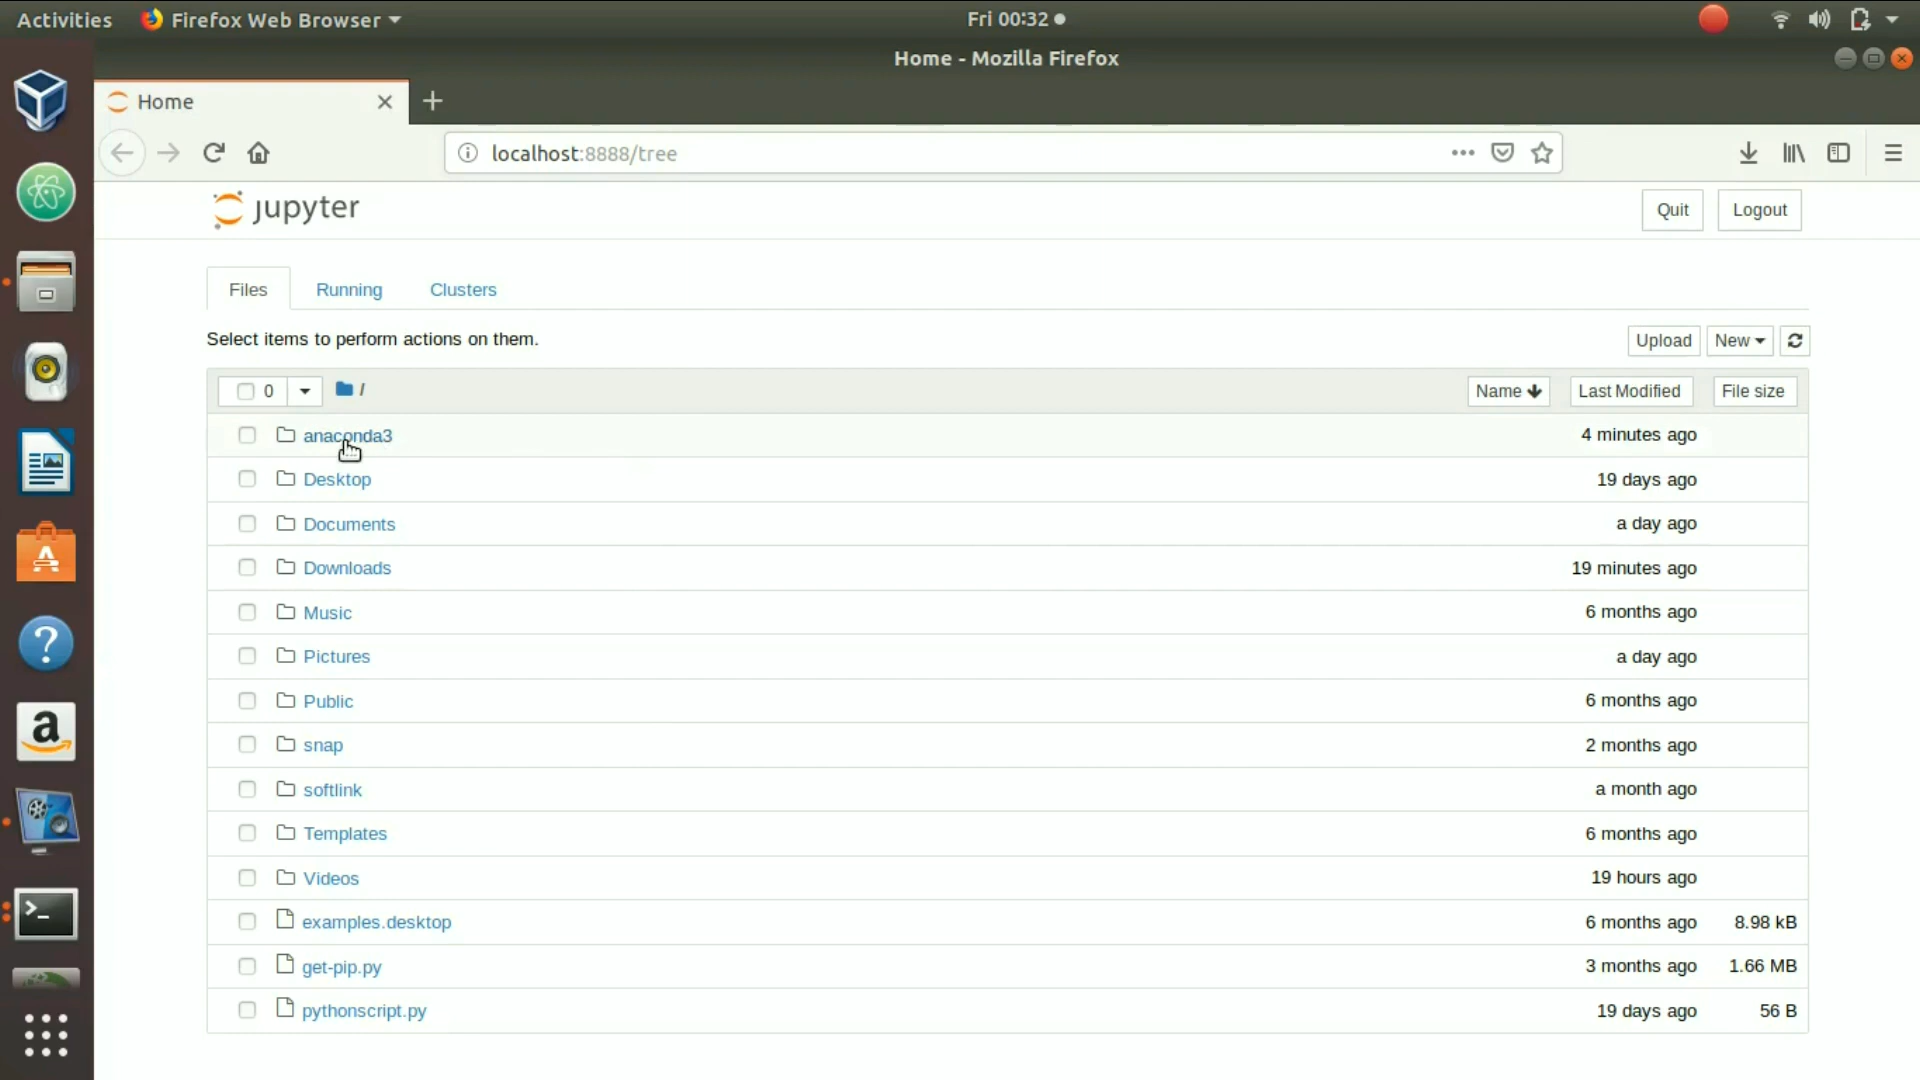 Activities Firefox Web Browser Fri 00:32
Home - Mozilla Firefox
Home
localhost:8888/tree
jupyter Quit Logout
Files Running Clusters
Select items to perform actions on them. Upload New
0 / Name Last Modified File size
anaconda3 4 minutes ago
Desktop 19 days ago
Documents a day ago
Downloads 19 minutes ago
Music 6 months ago
Pictures a day ago
Public 6 months ago
snap 2 months ago
softlink a month ago
Templates 6 months ago
Videos 19 hours ago
examples.desktop 6 months ago 8.98 kB
get-pip.py 3 months ago 1.66 MB
pythonscript.py 19 days ago 56 B